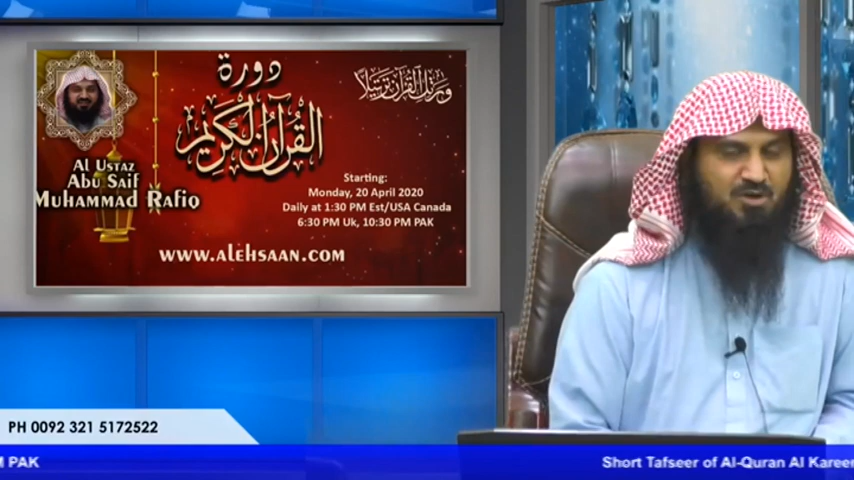 دورة
القرآن الكريم
ورتل القرآن ترتيلا
Al Ustaz
Abu Saif
Muhammad Rafiq
Starting:
Monday, 20 April 2020
Daily at 1:30 PM Est/USA Canada
6:30 PM Uk, 10:30 PM PAK
www.alehsaan.com
PH 0092 321 5172522
M PAK
Short Tafseer of Al-Quran Al Kareem